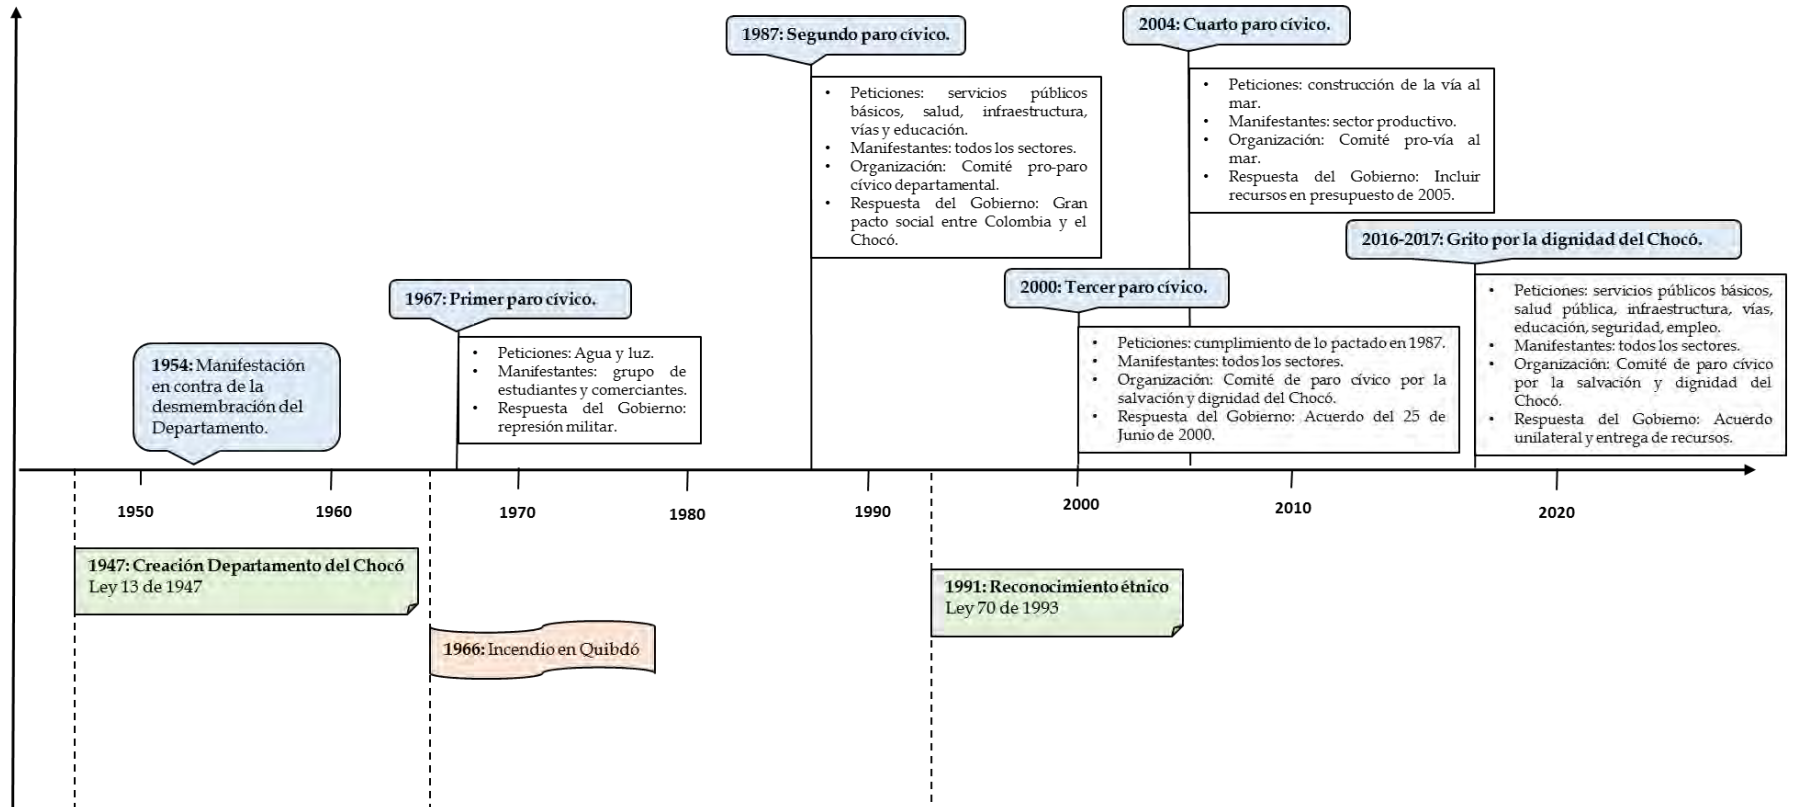 1987: Segundo paro cívico.
• Peticiones: servicios públicos
básicos, salud, infraestructura,
vías y educación.
• Manifestantes: todos los sectores.
• Organización: Comité pro-paro
cívico departamental.
• Respuesta del Gobierno: Gran
pacto social entre Colombia y el
Chocó.
2004: Cuarto paro cívico.
• Peticiones: construcción de la vía al
mar.
• Manifestantes: sector productivo.
• Organización: Comité pro-vía al
mar.
• Respuesta del Gobierno: Incluir
recursos en presupuesto de 2005.
1954: Manifestación
en contra de la
desmembración del
Departamento.
1967: Primer paro cívico.
• Peticiones: Agua y luz.
• Manifestantes: grupo de
estudiantes y comerciantes.
• Respuesta del Gobierno:
represión militar.
2000: Tercer paro cívico.
• Peticiones: cumplimiento de lo pactado en 1987.
• Manifestantes: todos los sectores.
• Organización: Comité de paro cívico por la
salvación y dignidad del Chocó.
• Respuesta del Gobierno: Acuerdo del 25 de
Junio de 2000.
2016-2017: Grito por la dignidad del Chocó.
• Peticiones: servicios públicos básicos,
salud pública, infraestructura, vías,
educación, seguridad, empleo.
• Manifestantes: todos los sectores.
• Organización: Comité de paro cívico
por la salvación y dignidad del
Chocó.
• Respuesta del Gobierno: Acuerdo
unilateral y entrega de recursos.
1950 1960 1970 1980 1990 2000 2010 2020
1947: Creación Departamento del Chocó
Ley 13 de 1947
1966: Incendio en Quibdó
1991: Reconocimiento étnico
Ley 70 de 1993